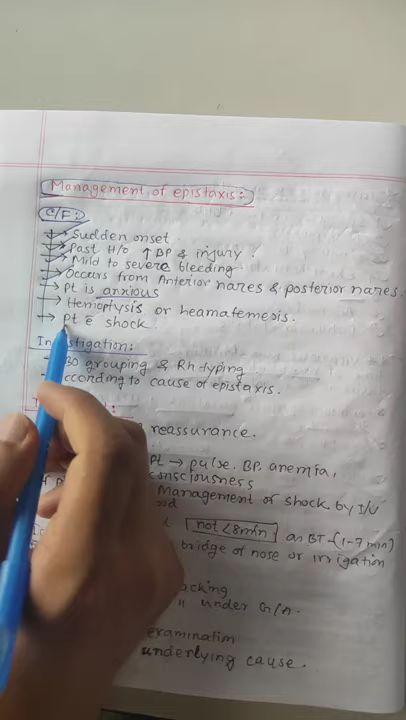 Management of epistaxis:
C/F:
→ Sudden onset
→ Past H/o ↑ BP & injury.
→ Mild to severe bleeding
→ Occurs from Anterior nares & posterior nares.
→ Pt is anxious
→ Hemoptysis or heamatemesis.
→ Pt c̄ shock
Investigation:
grouping & Rh-typing
according to cause of epistaxis.
reassurance.
Pt → pulse. BP. anemia,
consciousness
Management of shock by I/V
not <8min as BT-(1-7 min)
bridge of nose or irrigation
packing
under G/A.
examination
underlying cause.